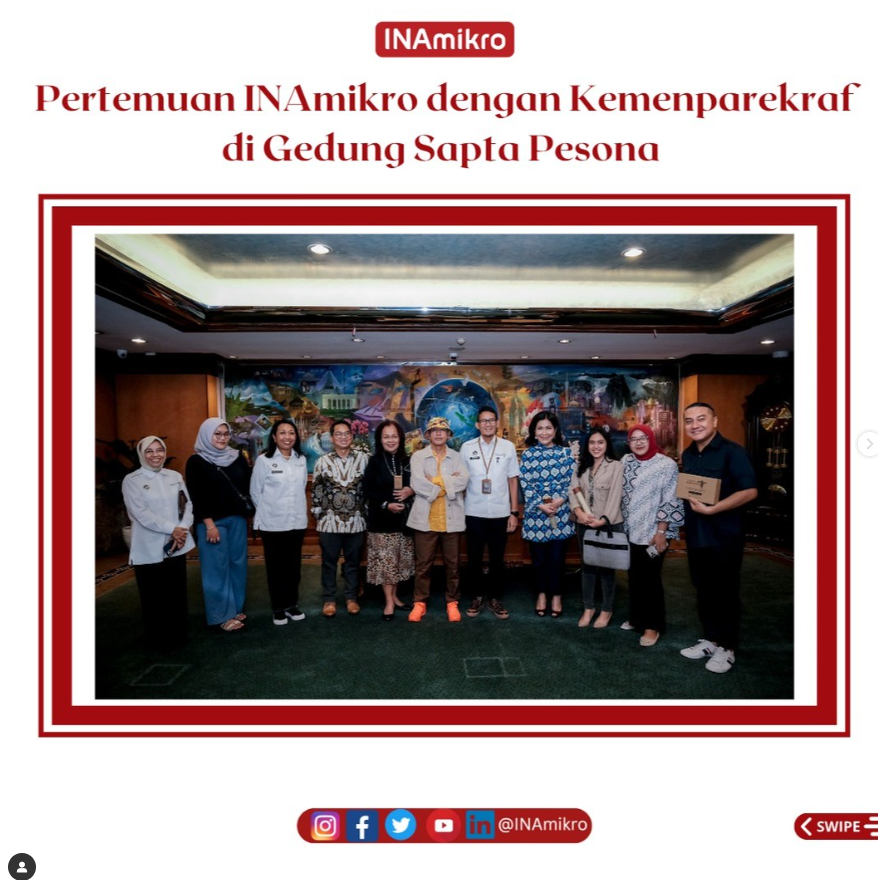 INAmikro
Pertemuan INAmikro dengan Kemenparekraf
di Gedung Sapta Pesona
@INAmikro
SWIPE